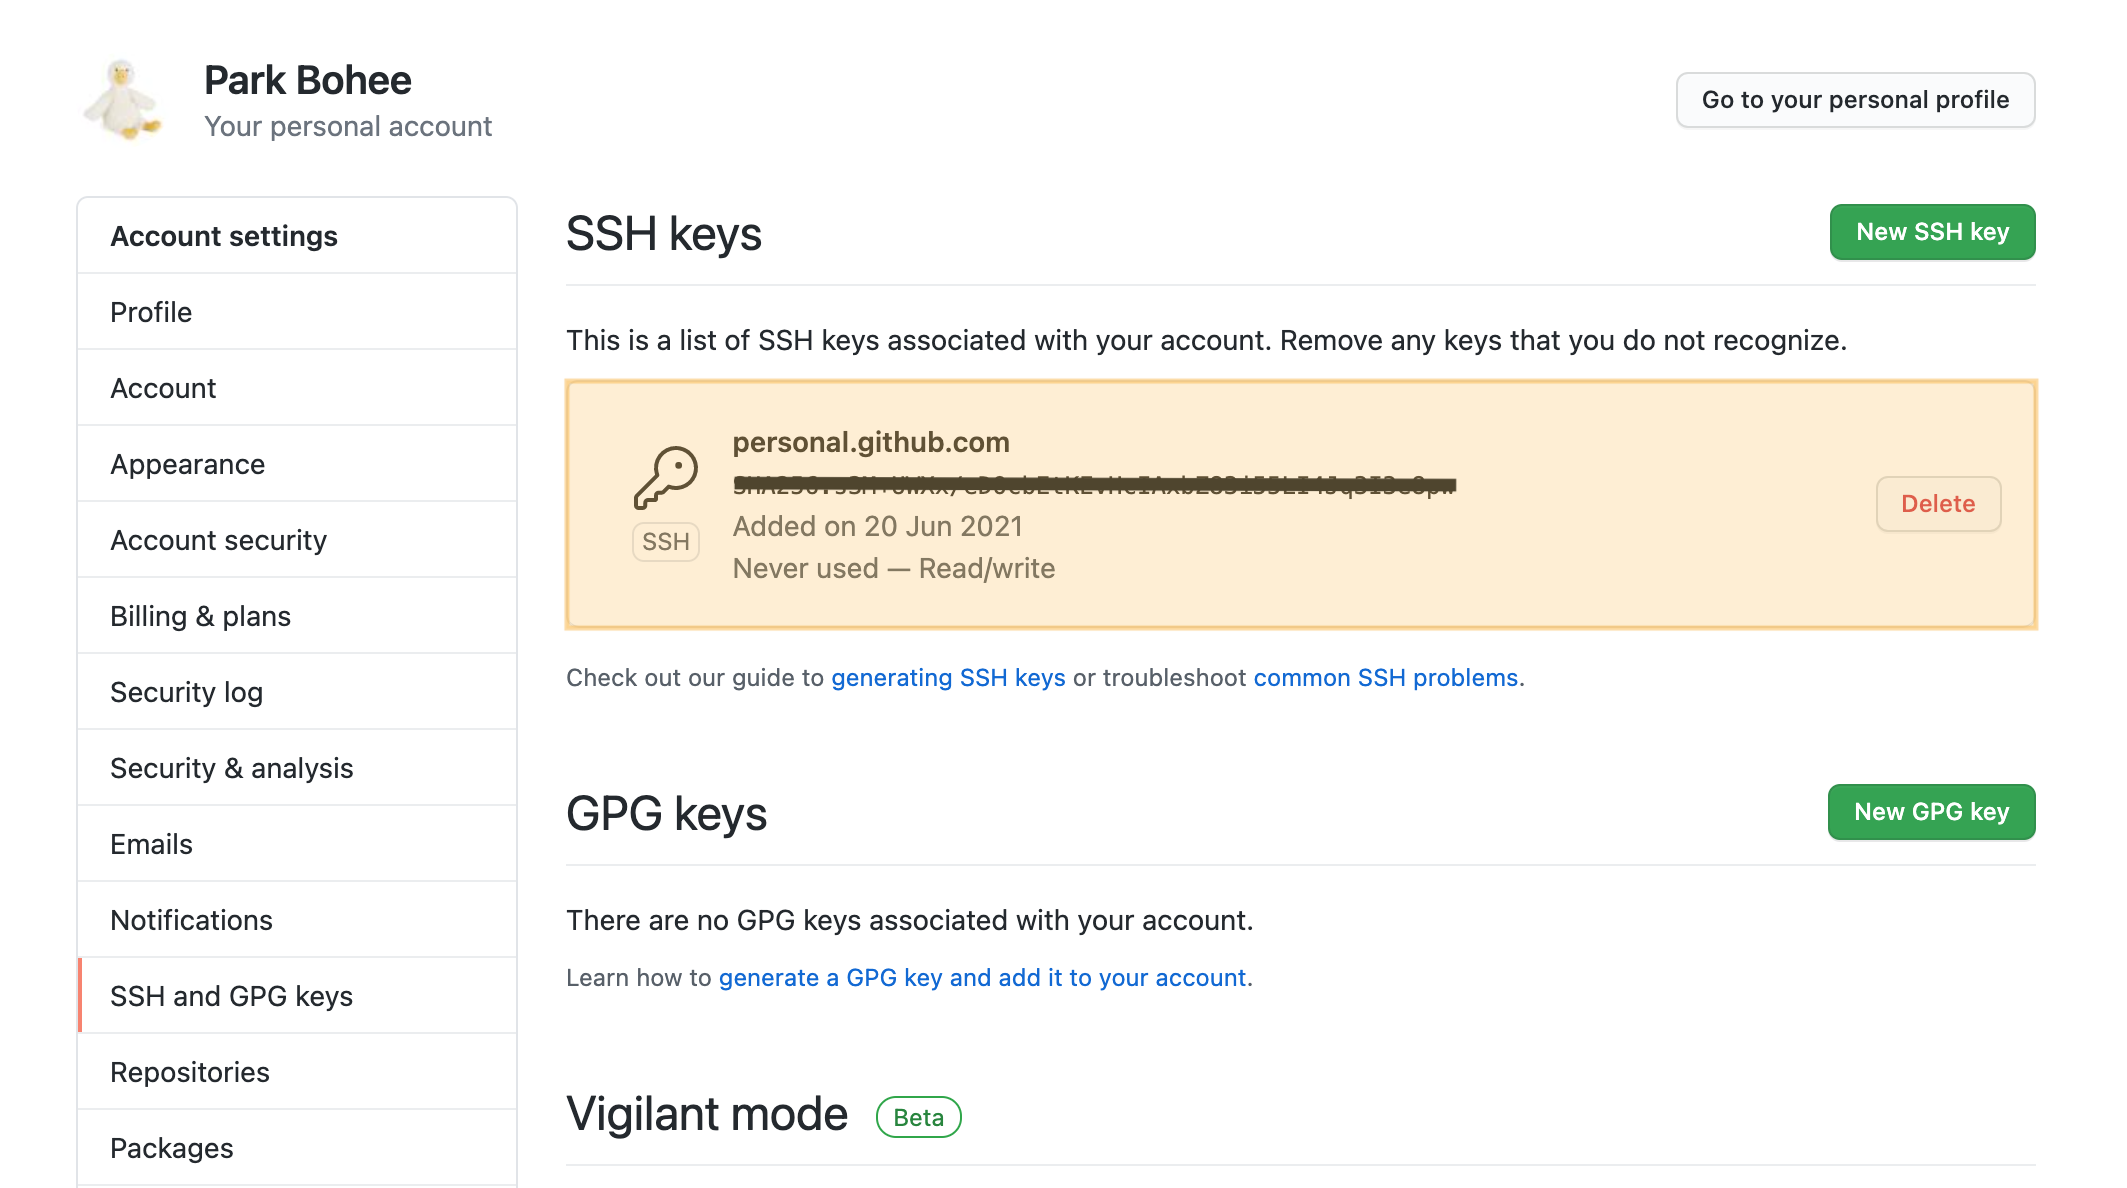 Park Bohee
Your personal account
Go to your personal profile
Account settings
Profile
Account
Appearance
Account security
Billing & plans
Security log
Security & analysis
Emails
Notifications
SSH and GPG keys
Repositories
Packages
SSH keys
New SSH key
This is a list of SSH keys associated with your account. Remove any keys that you do not recognize.
personal.github.com
Added on 20 Jun 2021
Never used — Read/write
SSH
Delete
Check out our guide to generating SSH keys or troubleshoot common SSH problems.
GPG keys
New GPG key
There are no GPG keys associated with your account.
Learn how to generate a GPG key and add it to your account.
Vigilant mode
Beta